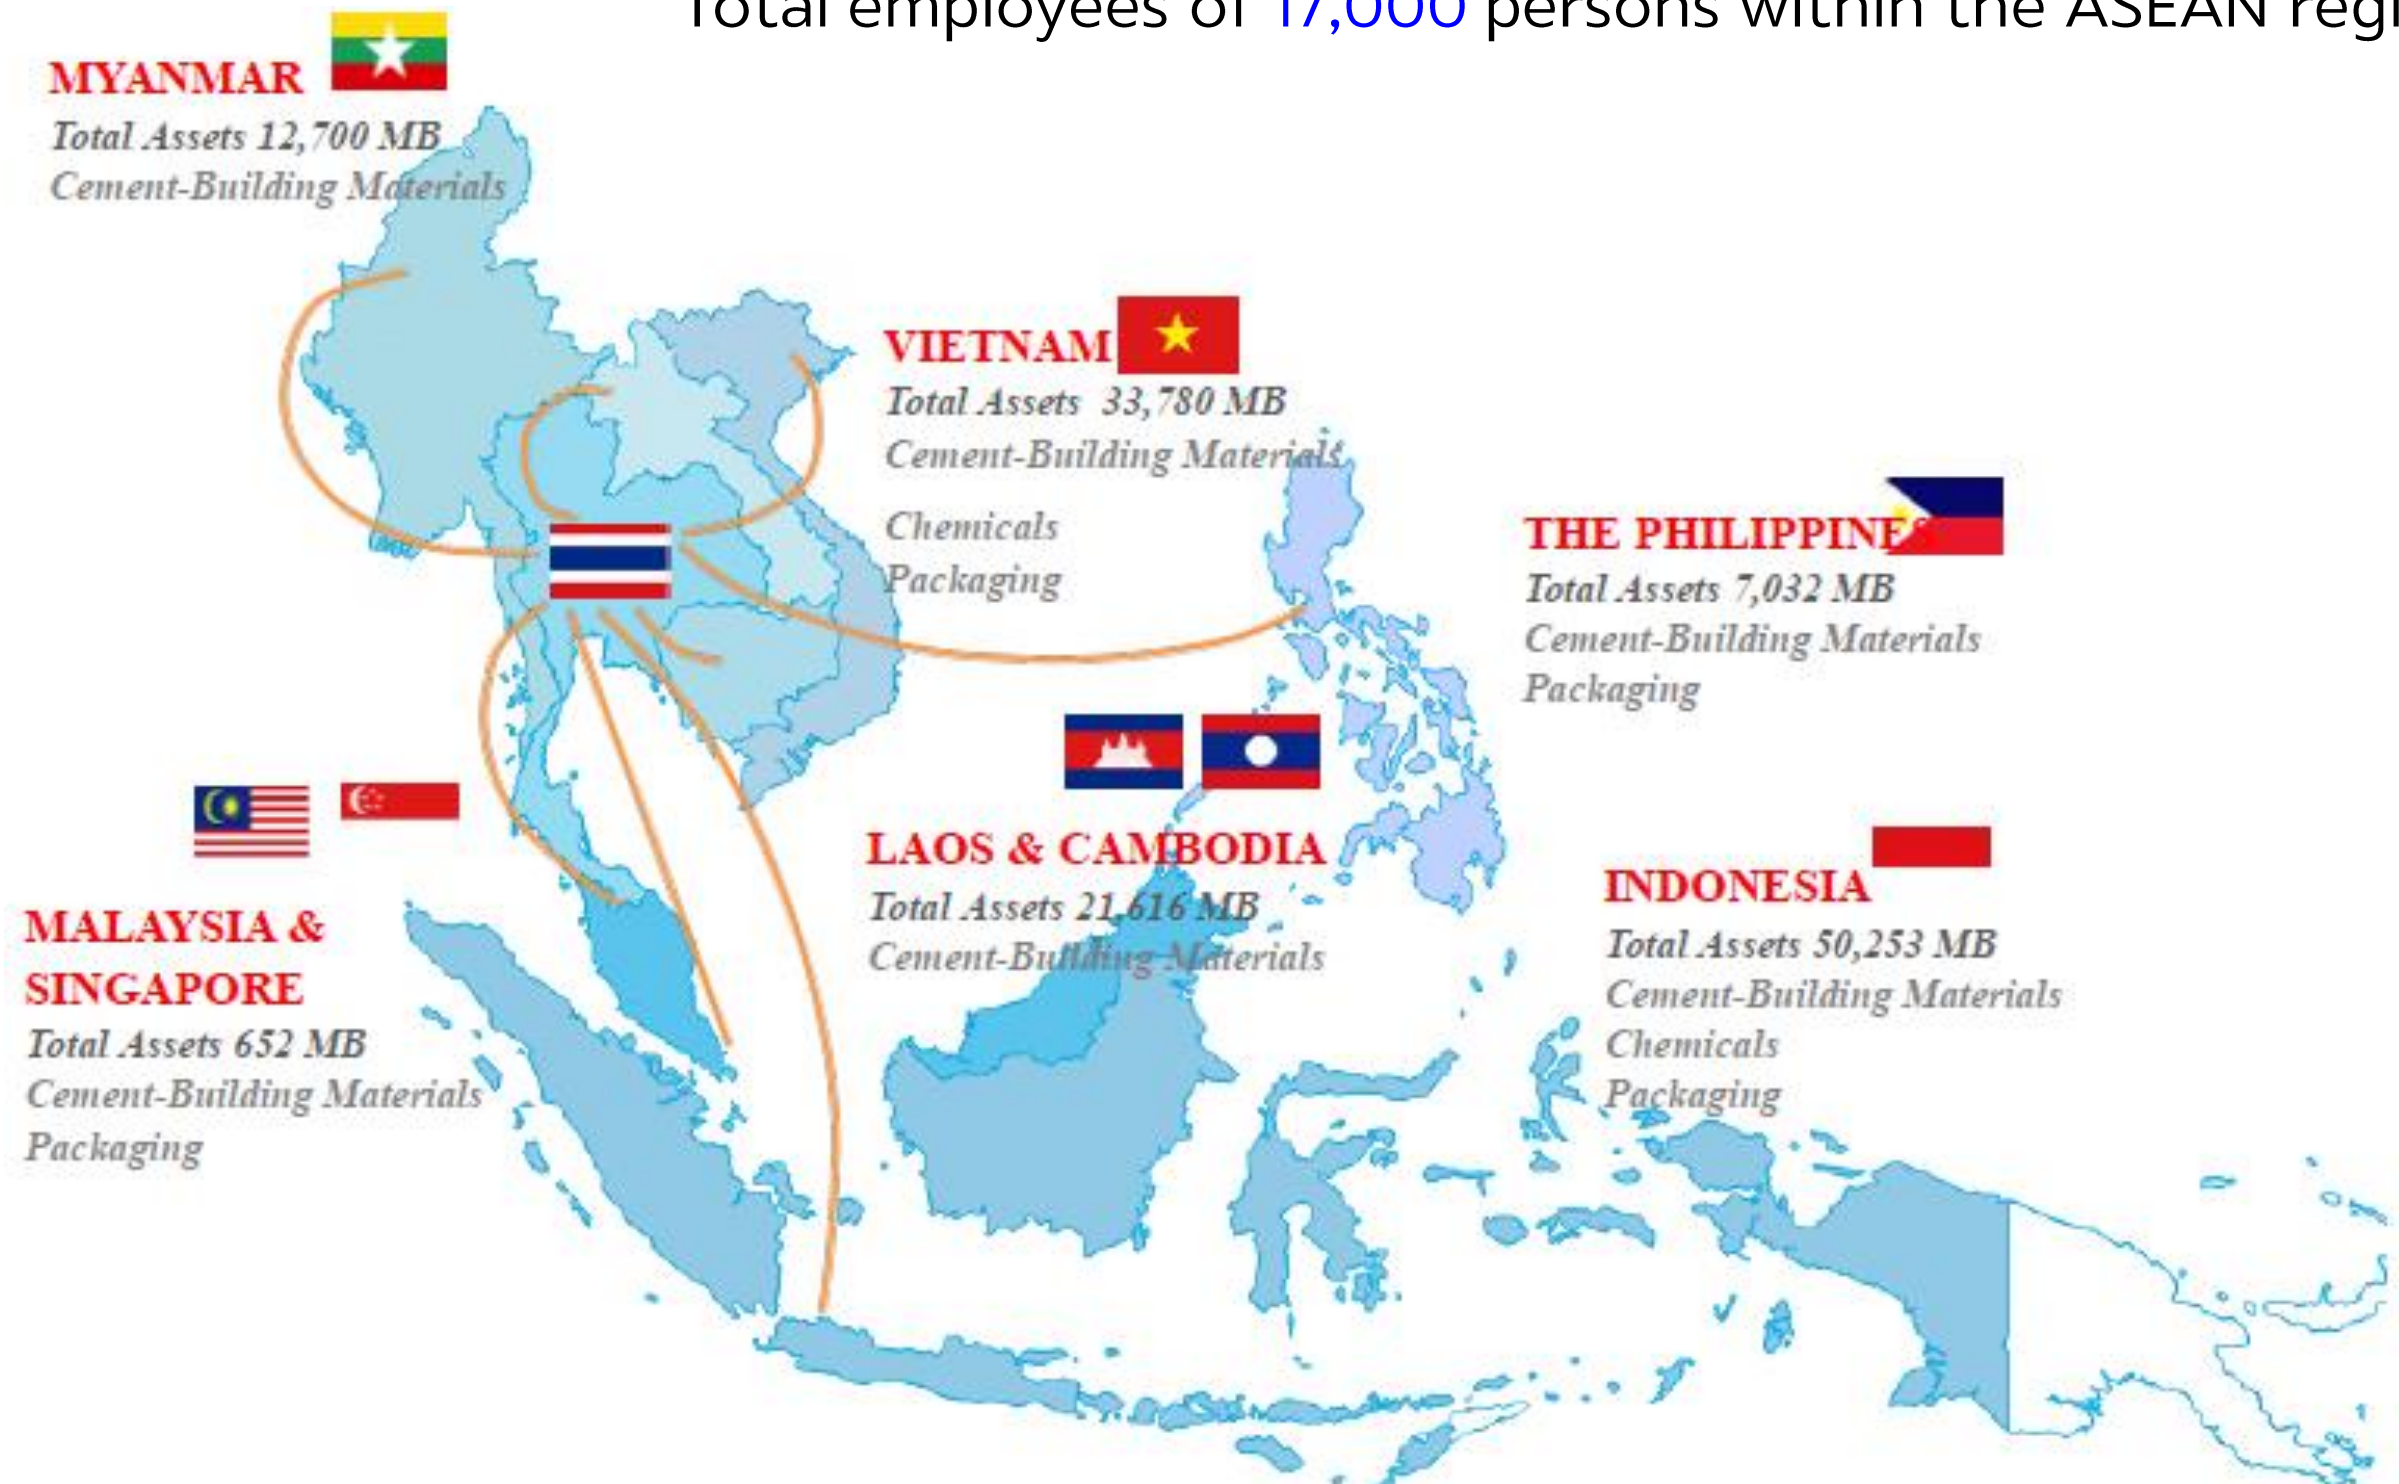 Total employees of 17,000 persons within the ASEAN regi
MYANMAR
Total Assets 12,700 MB
Cement-Building Materials
VIETNAM
Total Assets 33,780 MB
Cement-Building Materials
Chemicals
Packaging
THE PHILIPPINES
Total Assets 7,032 MB
Cement-Building Materials
Packaging
LAOS & CAMBODIA
Total Assets 21,616 MB
Cement-Building Materials
INDONESIA
Total Assets 50,253 MB
Cement-Building Materials
Chemicals
Packaging
MALAYSIA &
SINGAPORE
Total Assets 652 MB
Cement-Building Materials
Packaging